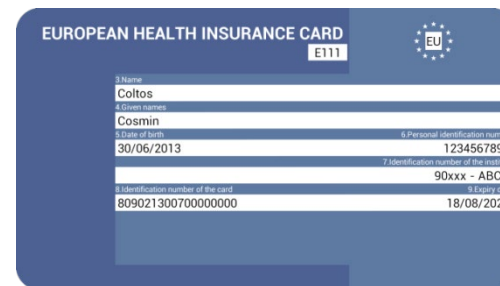 EUROPEAN HEALTH INSURANCE CARD
E111
EU
3.Name
Coltos
4.Given names
Cosmin
5.Date of birth
6.Personal identification
30/06/2013
123456789
7.Identification number of the
90xxx - ABC
8.Identification number of the card
9.Expiry
809021300700000000
18/08/202